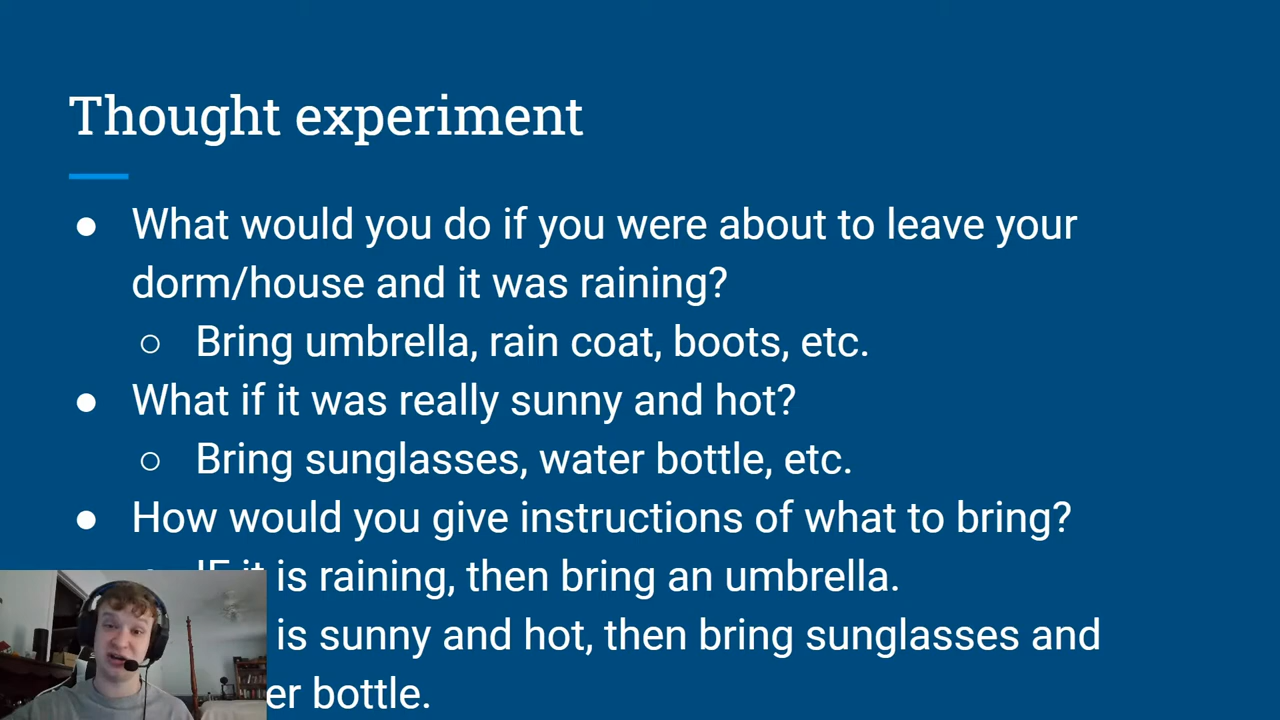 Thought experiment
● What would you do if you were about to leave your
dorm/house and it was raining?
○ Bring umbrella, rain coat, boots, etc.
● What if it was really sunny and hot?
○ Bring sunglasses, water bottle, etc.
● How would you give instructions of what to bring?
IF it is raining, then bring an umbrella.
is sunny and hot, then bring sunglasses and
er bottle.